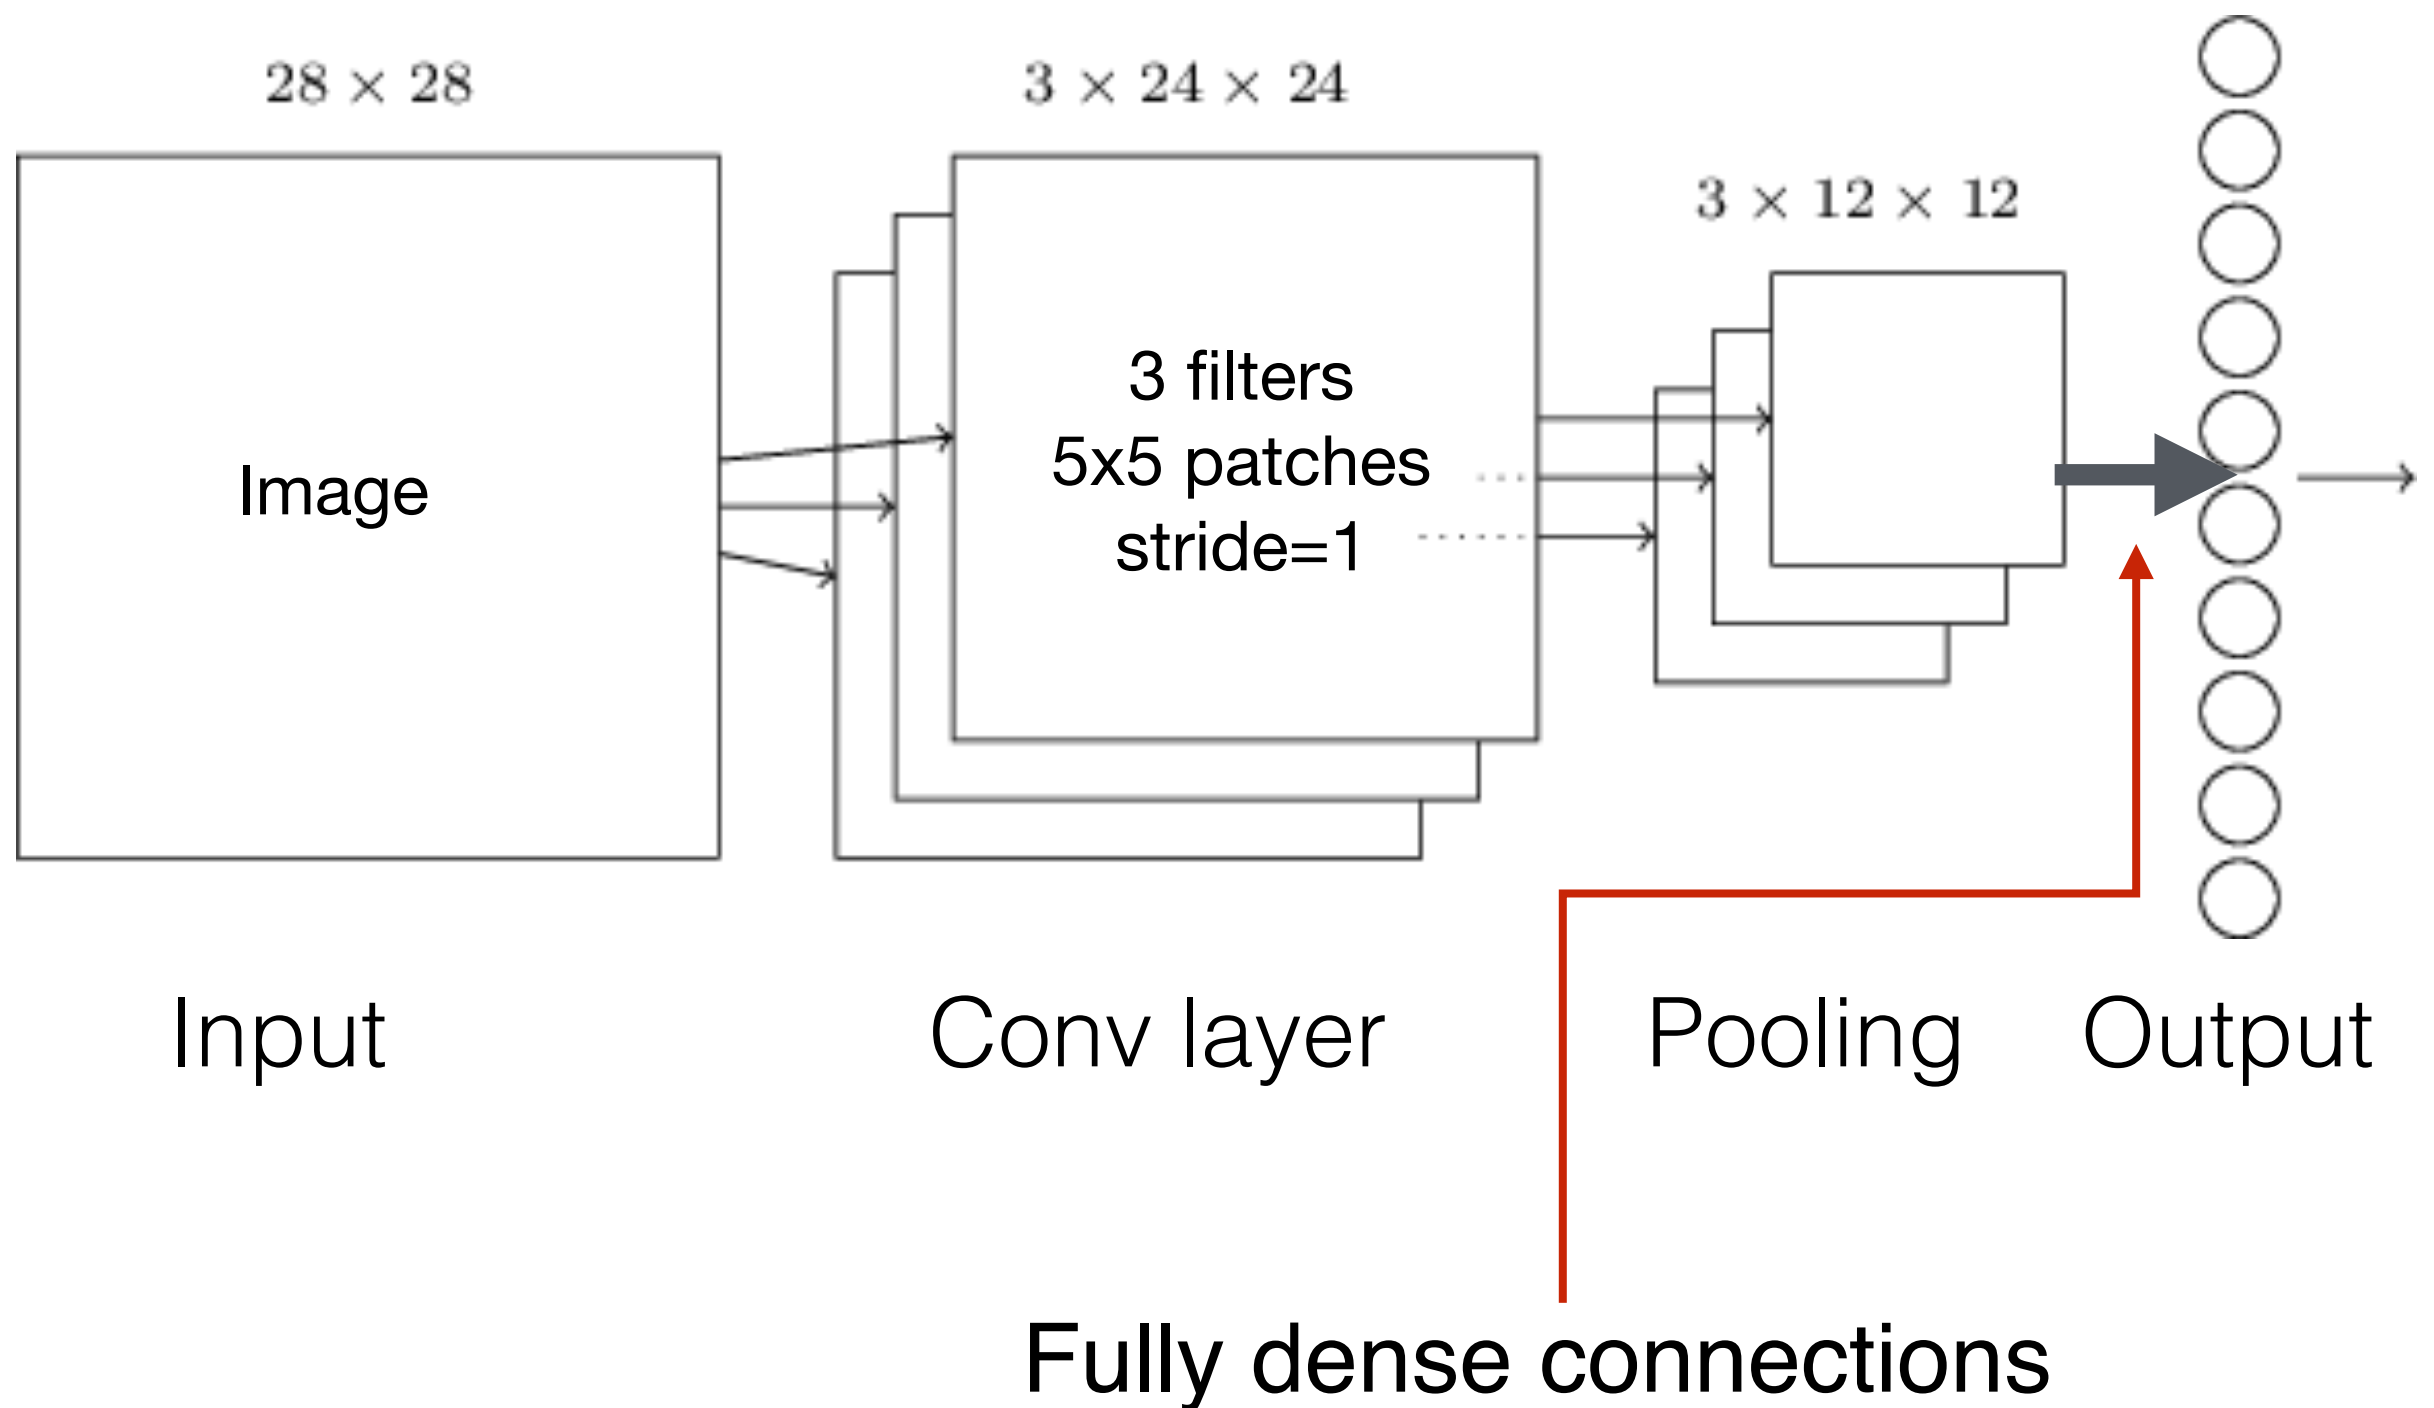 28 × 28
3 × 24 × 24
3 × 12 × 12
Image
3 filters
5x5 patches
stride=1
Input
Conv layer
Pooling
Output
Fully dense connections